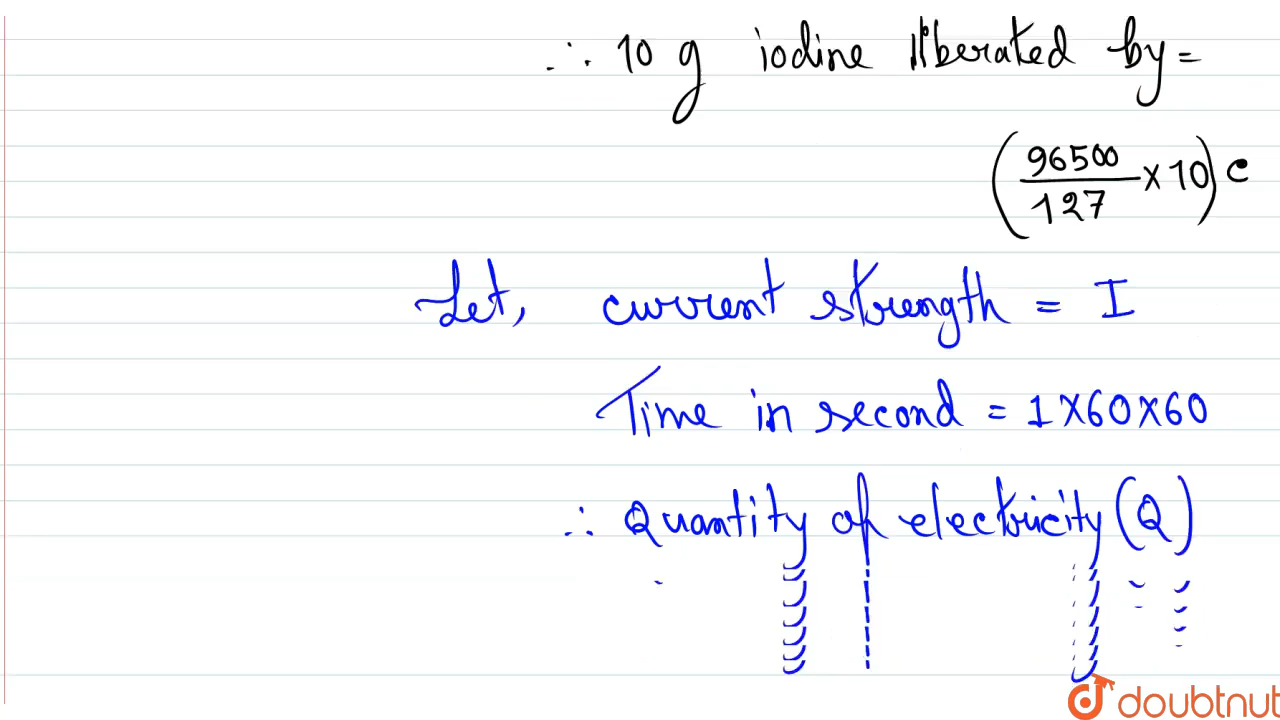 ∴ 10 g iodine liberated by =
(96500/127 × 10) C
Let, current strength = I
Time in second = 1×60×60
∴ Quantity of electricity (Q)
doubtnut